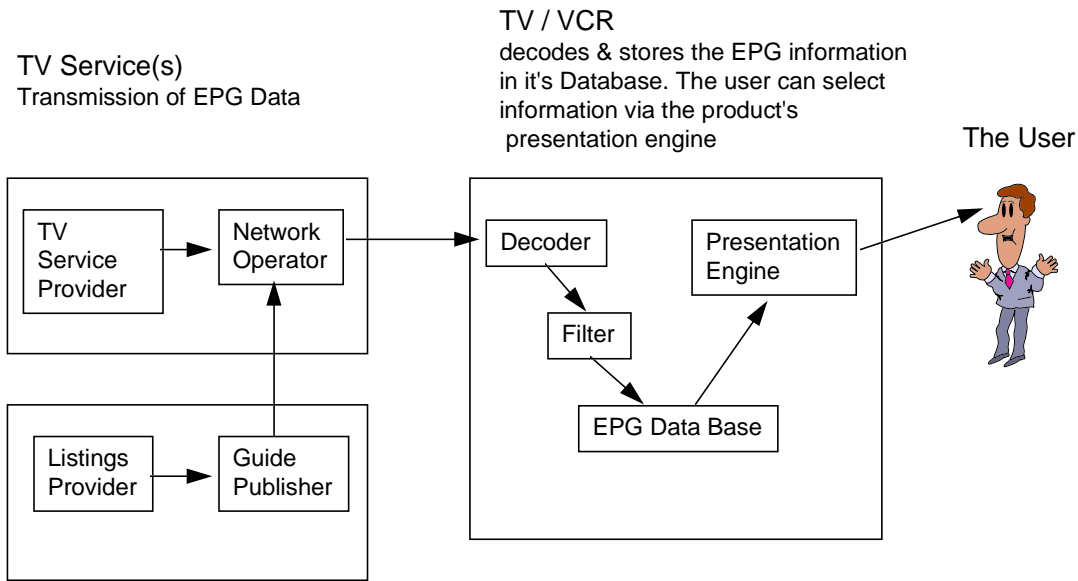 TV Service(s)
Transmission of EPG Data
TV / VCR
decodes & stores the EPG information
in it's Database. The user can select
information via the product's
presentation engine
The User
TV
Service
Provider
Network
Operator
Listings
Provider
Guide
Publisher
Decoder
Filter
EPG Data Base
Presentation
Engine